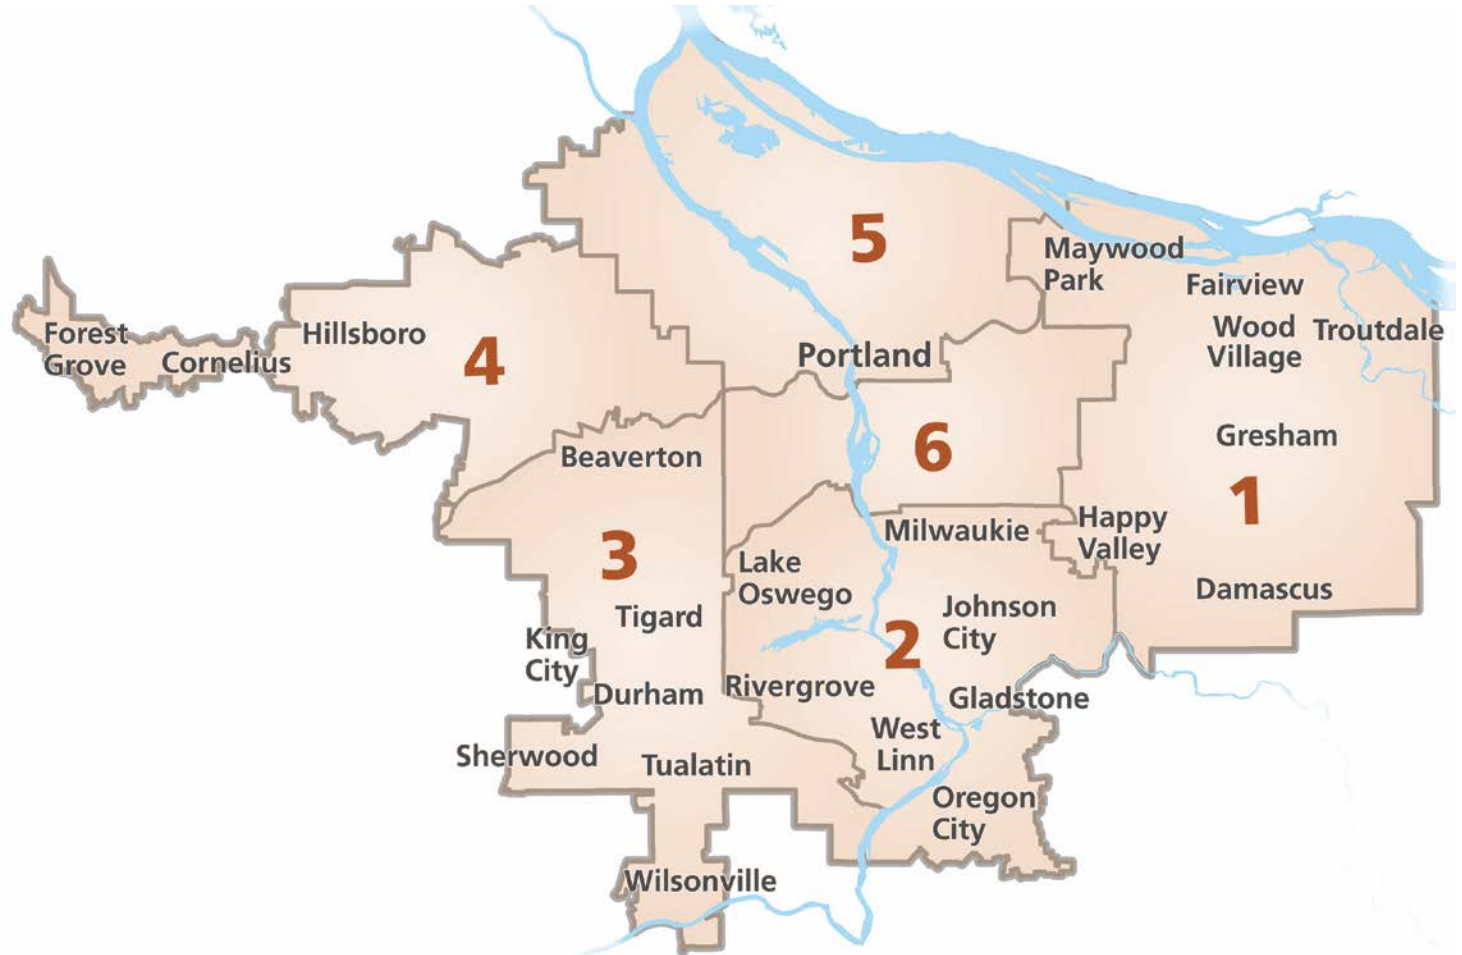 5
Maywood
Park
Fairview
Forest
Grove
Cornelius
Hillsboro
4
Portland
Wood
Village
Troutdale
Beaverton
6
Gresham
1
3
Milwaukie
Happy
Valley
Lake
Oswego
Damascus
Tigard
Johnson
City
King
City
2
Durham
Rivergrove
Gladstone
West
Linn
Sherwood
Tualatin
Oregon
City
Wilsonville